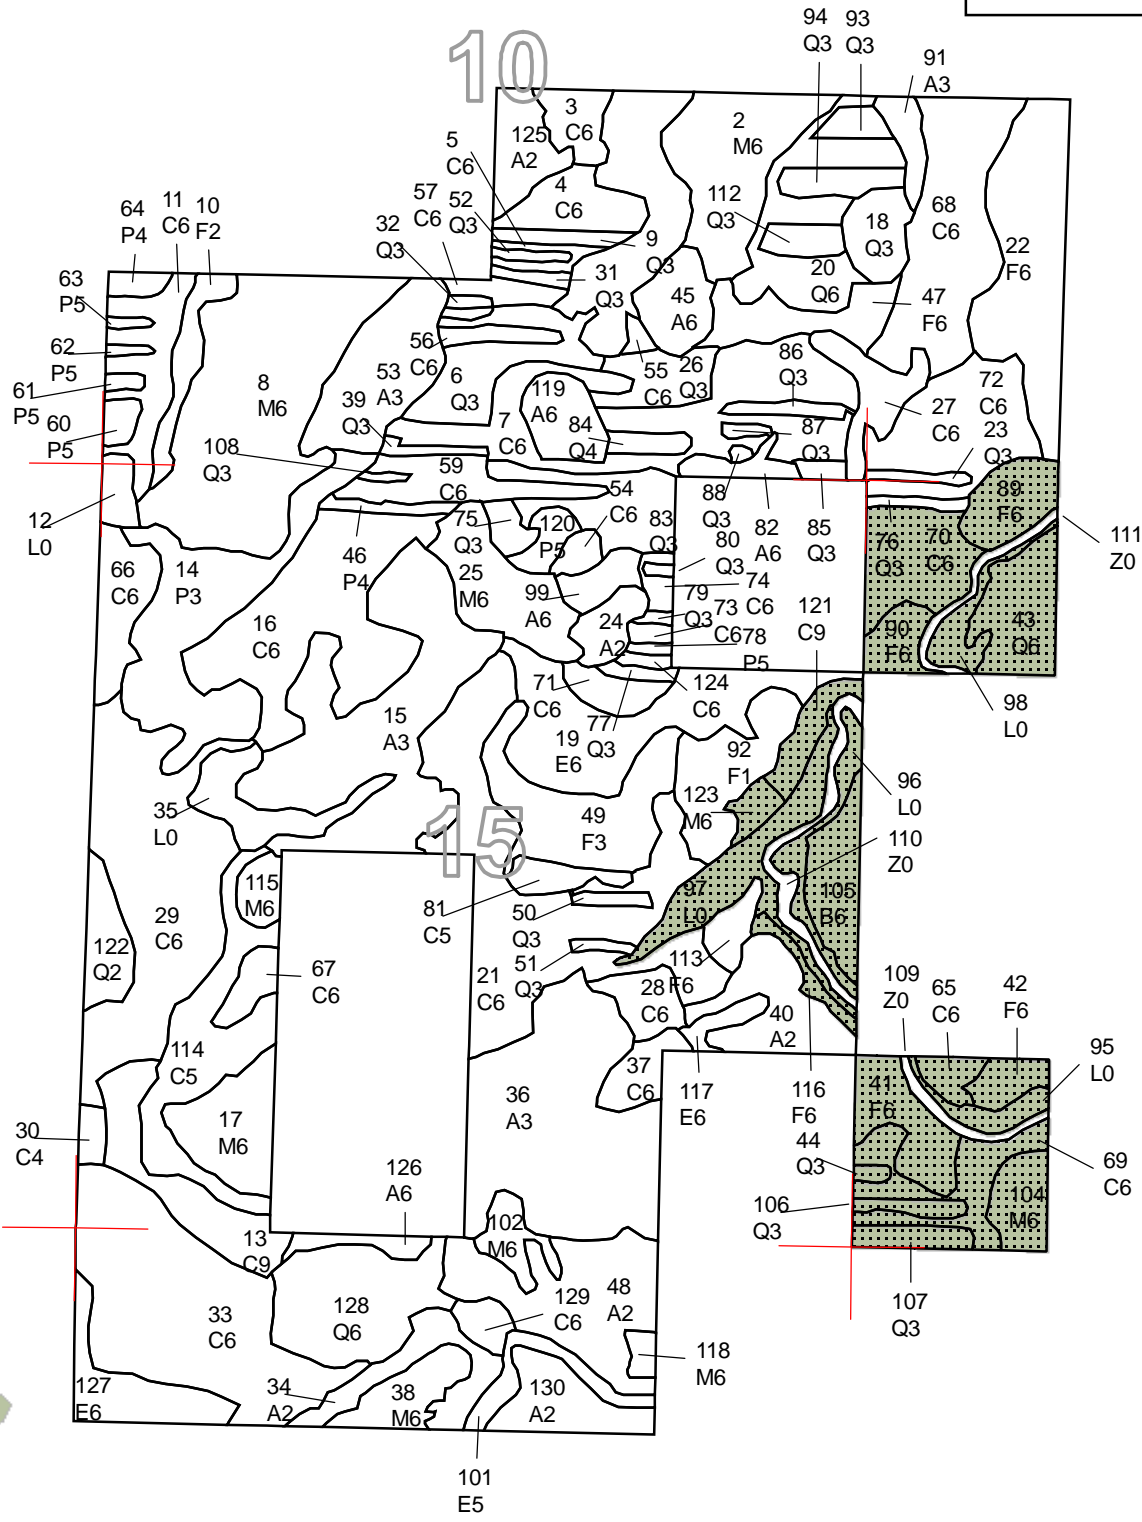 10
94
Q3
93
Q3
91
A3
3
C6
125
A2
2
M6
5
C6
4
C6
57
C6
52
Q3
32
Q3
112
Q3
18
Q3
68
C6
9
Q3
22
F6
64
P4
11
C6
10
F2
31
Q3
20
Q6
45
A6
47
F6
63
P5
62
P5
61
P5
60
P5
56
C6
55
C6
26
Q3
86
Q3
53
A3
6
Q3
119
A6
72
C6
8
M6
39
Q3
27
C6
7
C6
84
Q4
87
Q3
23
Q3
108
Q3
59
C6
54
C6
88
Q3
82
A6
85
Q3
89
F6
12
L0
46
P4
75
Q3
120
P5
83
Q3
80
Q3
76
Q3
70
C6
111
Z0
66
C6
14
P3
25
M6
99
A6
79
Q3
74
C6
73
C6
121
C9
16
C6
24
A2
78
P5
90
F6
43
Q6
71
C6
124
C6
98
L0
15
A3
19
E6
77
Q3
92
F1
96
L0
35
L0
123
M6
49
F3
110
Z0
15
115
M6
81
C5
97
L0
105
B6
29
C6
50
Q3
122
Q2
67
C6
21
C6
51
Q3
113
F6
28
C6
109
Z0
65
C6
42
F6
40
A2
114
C5
95
L0
37
C6
117
E6
116
F6
41
F6
36
A3
30
C4
17
M6
44
Q3
69
C6
126
A6
106
Q3
104
M6
102
M6
13
C9
129
C6
48
A2
107
Q3
33
C6
128
Q6
118
M6
127
E6
34
A2
38
M6
130
A2
101
E5